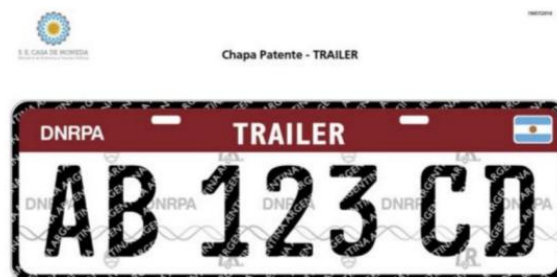 S. E. CASA DE MONEDA
Chapa Patente - TRAILER
DNRPA TRAILER
AB 123 CD